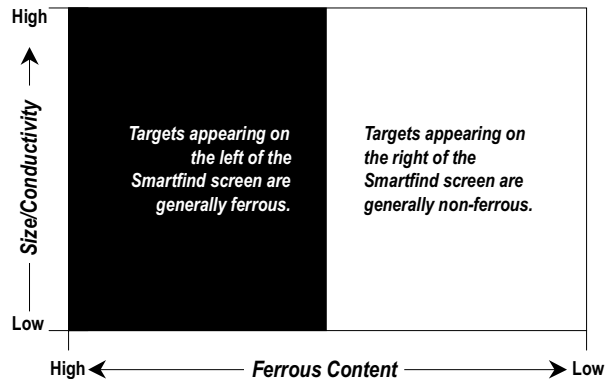 High
Size/Conductivity
Low
Targets appearing on
the left of the
Smartfind screen are
generally ferrous.
Targets appearing on
the right of the
Smartfind screen are
generally non-ferrous.
High
Ferrous Content
Low